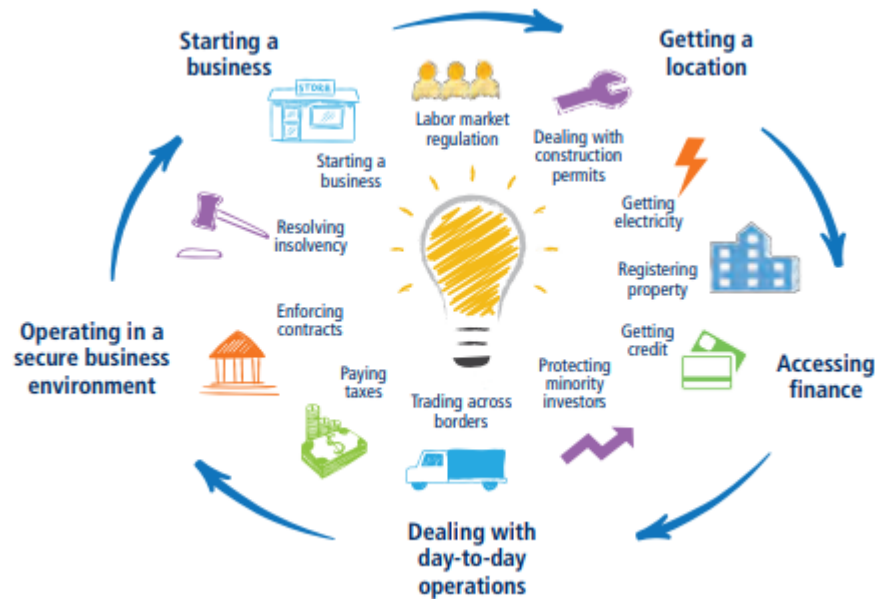 Starting a
business
Getting a
location
STORE
Labor market
regulation
Dealing with
construction
permits
Starting a
business
Getting
electricity
Resolving
insolvency
Registering
property
Enforcing
contracts
Getting
credit
Operating in a
secure business
environment
Accessing
finance
Paying
taxes
Protecting
minority
investors
Trading across
borders
$
Dealing with
day-to-day
operations